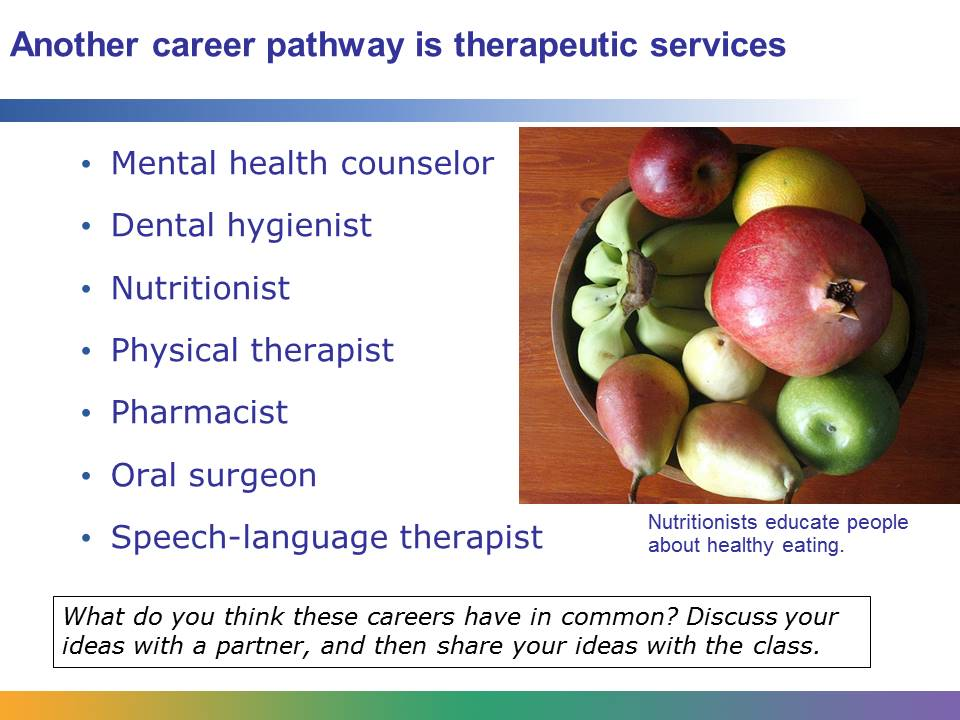 Another career pathway is therapeutic services
• Mental health counselor
• Dental hygienist
• Nutritionist
• Physical therapist
• Pharmacist
• Oral surgeon
• Speech-language therapist
Nutritionists educate people
about healthy eating.
What do you think these careers have in common? Discuss your
ideas with a partner, and then share your ideas with the class.